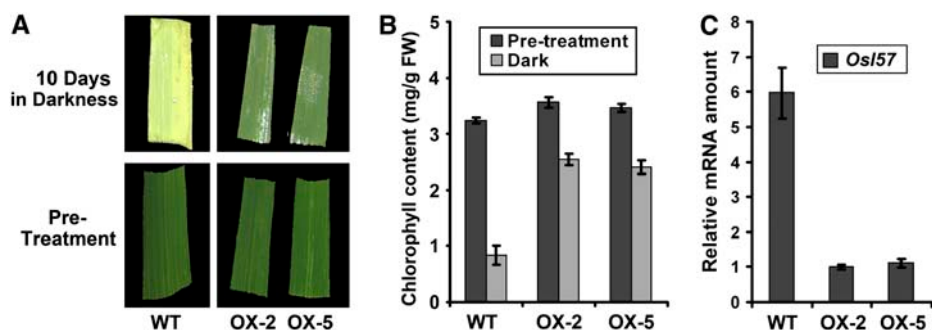 A
10 Days
in Darkness
Pre-
Treatment
WT OX-2 OX-5
B
Chlorophyll content (mg/g FW)
5
4
3
2
1
0
Pre-treatment
Dark
WT OX-2 OX-5
C
Relative mRNA amount
8
7
6
5
4
3
2
1
0
Osl57
WT OX-2 OX-5